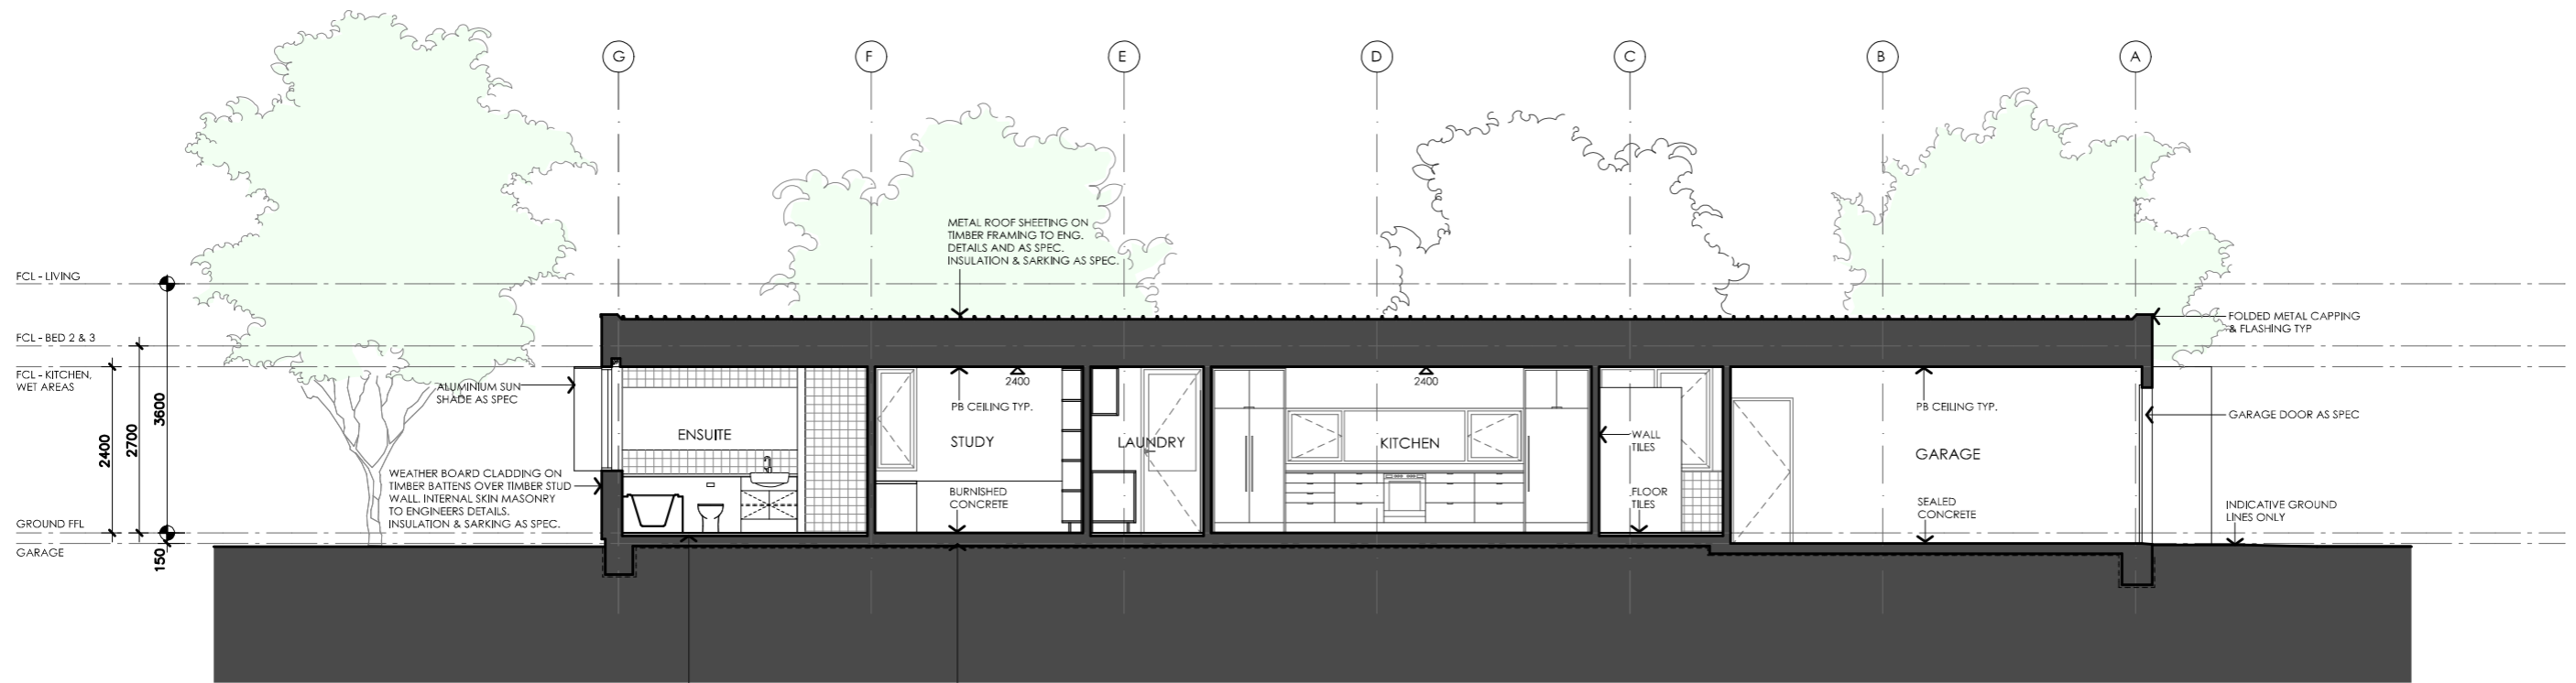 G
F
E
D
C
B
A
METAL ROOF SHEETING ON
TIMBER FRAMING TO ENG.
DETAILS AND AS SPEC.
INSULATION & SARKING AS SPEC.
FCL - LIVING
FOLDED METAL CAPPING
& FLASHING TYP
FCL - BED 2 & 3
FCL - KITCHEN,
WET AREAS
ALUMINIUM SUN
SHADE AS SPEC
2400
2700
3600
150
2400
2400
PB CEILING TYP.
PB CEILING TYP.
GARAGE DOOR AS SPEC
ENSUITE
STUDY
LAUNDRY
KITCHEN
WALL
TILES
GARAGE
WEATHER BOARD CLADDING ON
TIMBER BATTENS OVER TIMBER STUD
WALL. INTERNAL SKIN MASONRY
TO ENGINEERS DETAILS.
INSULATION & SARKING AS SPEC.
BURNISHED
CONCRETE
FLOOR
TILES
SEALED
CONCRETE
INDICATIVE GROUND
LINES ONLY
GROUND FFL
GARAGE